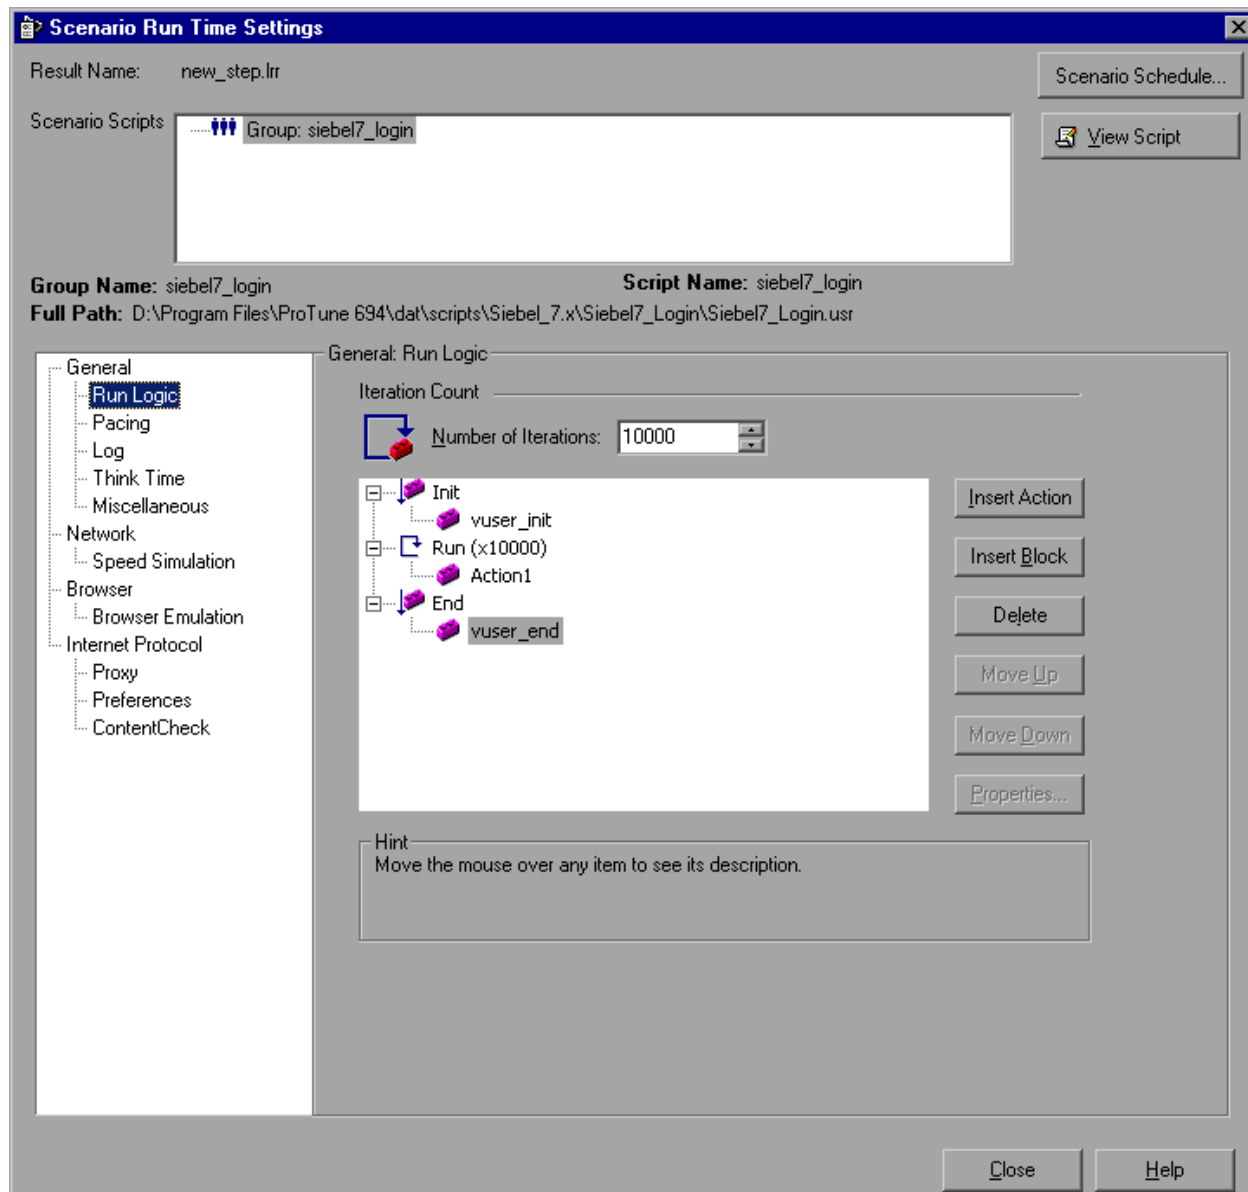 Scenario Run Time Settings
Result Name: new_step.lrr
Scenario Schedule...
Scenario Scripts
Group: siebel7_login
View Script
Group Name: siebel7_login
Script Name: siebel7_login
Full Path: D:\Program Files\ProTune 694\dat\scripts\Siebel_7.x\Siebel7_Login\Siebel7_Login.usr
General
Run Logic
Pacing
Log
Think Time
Miscellaneous
Network
Speed Simulation
Browser
Browser Emulation
Internet Protocol
Proxy
Preferences
ContentCheck
General: Run Logic
Iteration Count
Number of Iterations: 10000
Init
vuser_init
Run (x10000)
Action1
End
vuser_end
Insert Action
Insert Block
Delete
Move Up
Move Down
Properties...
Hint
Move the mouse over any item to see its description.
Close
Help